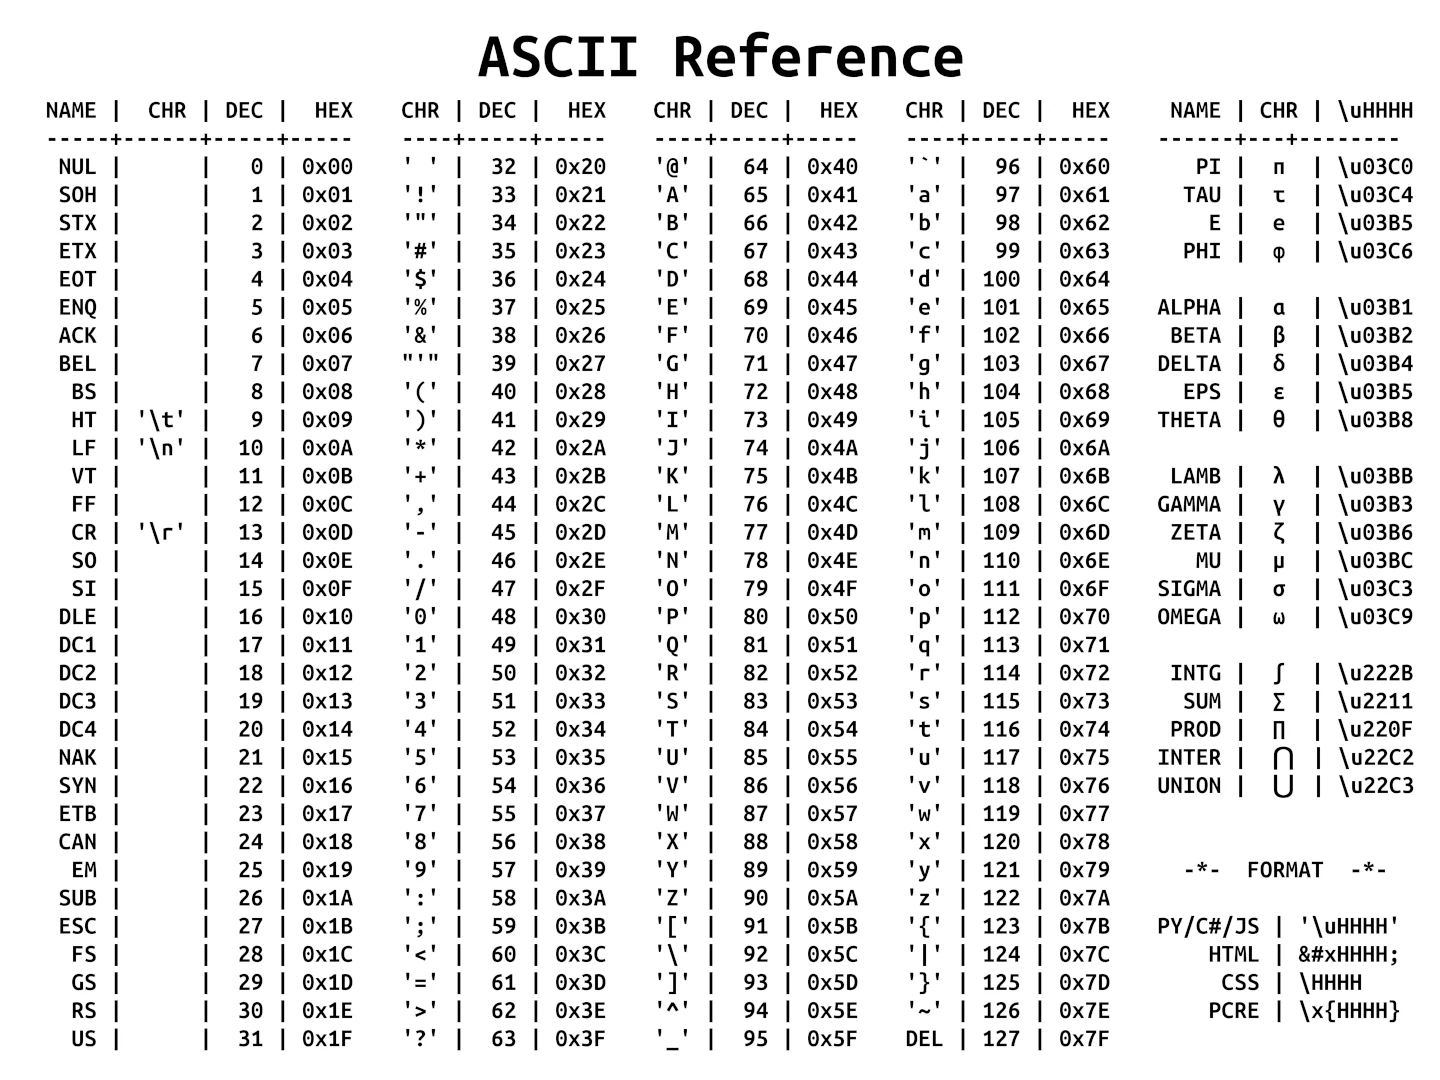 ASCII Reference
NAME |  CHR | DEC |  HEX   CHR | DEC |  HEX   CHR | DEC |  HEX   CHR | DEC |  HEX   NAME | CHR | \uHHHH
-----+------+-----+-----   ----+-----+-----   ----+-----+-----   ----+-----+-----   ------+---+--------
NUL |      |   0 | 0x00   ' ' |  32 | 0x20   '@' |  64 | 0x40   '`' |  96 | 0x60   PI | π | \u03C0
SOH |      |   1 | 0x01   '!' |  33 | 0x21   'A' |  65 | 0x41   'a' |  97 | 0x61   TAU | τ | \u03C4
STX |      |   2 | 0x02   '"' |  34 | 0x22   'B' |  66 | 0x42   'b' |  98 | 0x62   E | e | \u03B5
ETX |      |   3 | 0x03   '#' |  35 | 0x23   'C' |  67 | 0x43   'c' |  99 | 0x63   PHI | φ | \u03C6
EOT |      |   4 | 0x04   '$' |  36 | 0x24   'D' |  68 | 0x44   'd' | 100 | 0x64
ENQ |      |   5 | 0x05   '%' |  37 | 0x25   'E' |  69 | 0x45   'e' | 101 | 0x65   ALPHA | α | \u03B1
ACK |      |   6 | 0x06   '&' |  38 | 0x26   'F' |  70 | 0x46   'f' | 102 | 0x66   BETA | β | \u03B2
BEL |      |   7 | 0x07   "'" |  39 | 0x27   'G' |  71 | 0x47   'g' | 103 | 0x67   DELTA | δ | \u03B4
BS |      |   8 | 0x08   '(' |  40 | 0x28   'H' |  72 | 0x48   'h' | 104 | 0x68   EPS | ε | \u03B5
HT | '\t' |   9 | 0x09   ')' |  41 | 0x29   'I' |  73 | 0x49   'i' | 105 | 0x69   THETA | θ | \u03B8
LF | '\n' |  10 | 0x0A   '*' |  42 | 0x2A   'J' |  74 | 0x4A   'j' | 106 | 0x6A
VT |      |  11 | 0x0B   '+' |  43 | 0x2B   'K' |  75 | 0x4B   'k' | 107 | 0x6B   LAMB | λ | \u03BB
FF |      |  12 | 0x0C   ',' |  44 | 0x2C   'L' |  76 | 0x4C   'l' | 108 | 0x6C   GAMMA | γ | \u03B3
CR | '\r' |  13 | 0x0D   '-' |  45 | 0x2D   'M' |  77 | 0x4D   'm' | 109 | 0x6D   ZETA | ζ | \u03B6
SO |      |  14 | 0x0E   '.' |  46 | 0x2E   'N' |  78 | 0x4E   'n' | 110 | 0x6E   MU | μ | \u03BC
SI |      |  15 | 0x0F   '/' |  47 | 0x2F   'O' |  79 | 0x4F   'o' | 111 | 0x6F   SIGMA | σ | \u03C3
DLE |      |  16 | 0x10   '0' |  48 | 0x30   'P' |  80 | 0x50   'p' | 112 | 0x70   OMEGA | ω | \u03C9
DC1 |      |  17 | 0x11   '1' |  49 | 0x31   'Q' |  81 | 0x51   'q' | 113 | 0x71
DC2 |      |  18 | 0x12   '2' |  50 | 0x32   'R' |  82 | 0x52   'r' | 114 | 0x72   INTG | ∫ | \u222B
DC3 |      |  19 | 0x13   '3' |  51 | 0x33   'S' |  83 | 0x53   's' | 115 | 0x73   SUM | ∑ | \u2211
DC4 |      |  20 | 0x14   '4' |  52 | 0x34   'T' |  84 | 0x54   't' | 116 | 0x74   PROD | ∏ | \u220F
NAK |      |  21 | 0x15   '5' |  53 | 0x35   'U' |  85 | 0x55   'u' | 117 | 0x75   INTER | ⋂ | \u22C2
SYN |      |  22 | 0x16   '6' |  54 | 0x36   'V' |  86 | 0x56   'v' | 118 | 0x76   UNION | ⋃ | \u22C3
ETB |      |  23 | 0x17   '7' |  55 | 0x37   'W' |  87 | 0x57   'w' | 119 | 0x77
CAN |      |  24 | 0x18   '8' |  56 | 0x38   'X' |  88 | 0x58   'x' | 120 | 0x78
EM |      |  25 | 0x19   '9' |  57 | 0x39   'Y' |  89 | 0x59   'y' | 121 | 0x79   -*-  FORMAT  -*-
SUB |      |  26 | 0x1A   ':' |  58 | 0x3A   'Z' |  90 | 0x5A   'z' | 122 | 0x7A
ESC |      |  27 | 0x1B   ';' |  59 | 0x3B   '[' |  91 | 0x5B   '{' | 123 | 0x7B   PY/C#/JS | '\uHHHH'
FS |      |  28 | 0x1C   '<' |  60 | 0x3C   '\' |  92 | 0x5C   '|' | 124 | 0x7C   HTML | &#xHHHH;
GS |      |  29 | 0x1D   '=' |  61 | 0x3D   ']' |  93 | 0x5D   '}' | 125 | 0x7D   CSS | \HHHH
RS |      |  30 | 0x1E   '>' |  62 | 0x3E   '^' |  94 | 0x5E   '~' | 126 | 0x7E   PCRE | \x{HHHH}
US |      |  31 | 0x1F   '?' |  63 | 0x3F   '_' |  95 | 0x5F   DEL | 127 | 0x7F